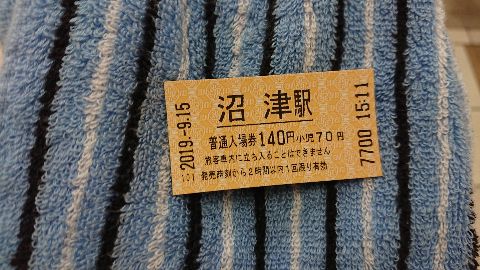 2019.-9.15
沼津駅
普通入場券 140円 小児70円
旅客車内に立ち入ることはできません
発売時刻から2時間以内1回限り有効
7700 15:11